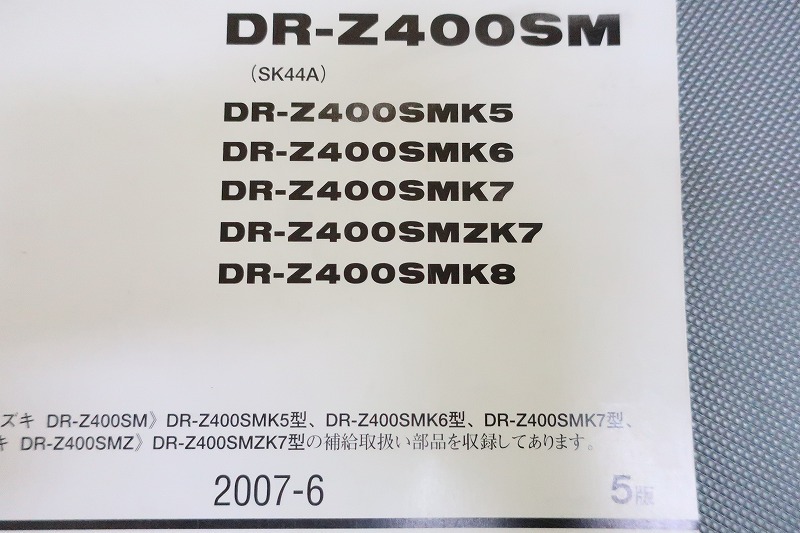 DR-Z400SM
(SK44A)
DR-Z400SMK5
DR-Z400SMK6
DR-Z400SMK7
DR-Z400SMZK7
DR-Z400SMK8
ズキ DR-Z400SM》DR-Z400SMK5型、DR-Z400SMK6型、DR-Z400SMK7型、
キ DR-Z400SMZ》DR-Z400SMZK7型の補給取扱い部品を収録してあります。
2007-6 5版